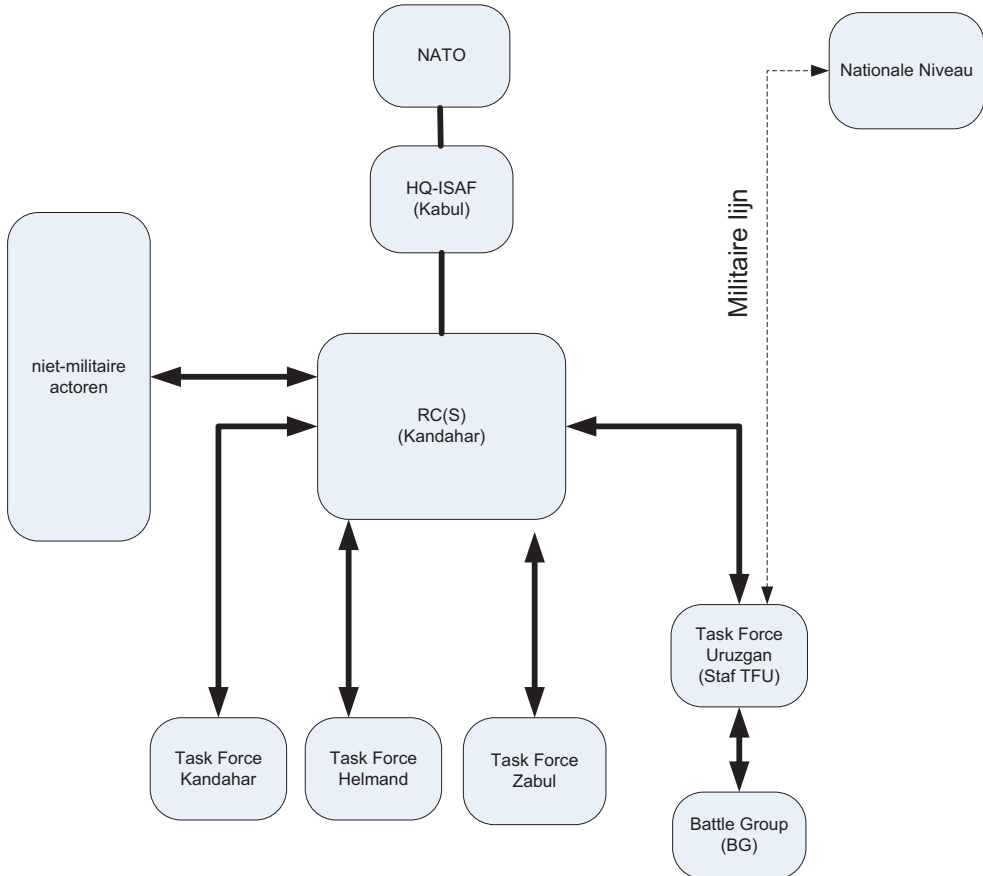 NATO
Nationale Niveau
HQ-ISAF
(Kabul)
Militaire lijn
niet-militaire
actoren
RC(S)
(Kandahar)
Task Force
Uruzgan
(Staf TFU)
Task Force
Kandahar
Task Force
Helmand
Task Force
Zabul
Battle Group
(BG)